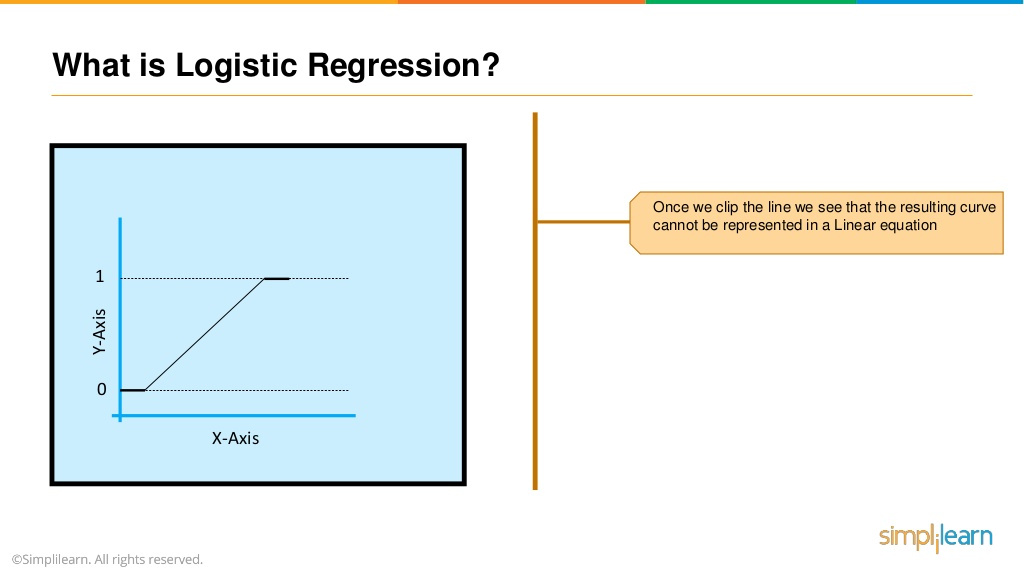 What is Logistic Regression?
Once we clip the line we see that the resulting curve
cannot be represented in a Linear equation
1
Y-Axis
0
X-Axis
©Simplilearn. All rights reserved.
simplilearn